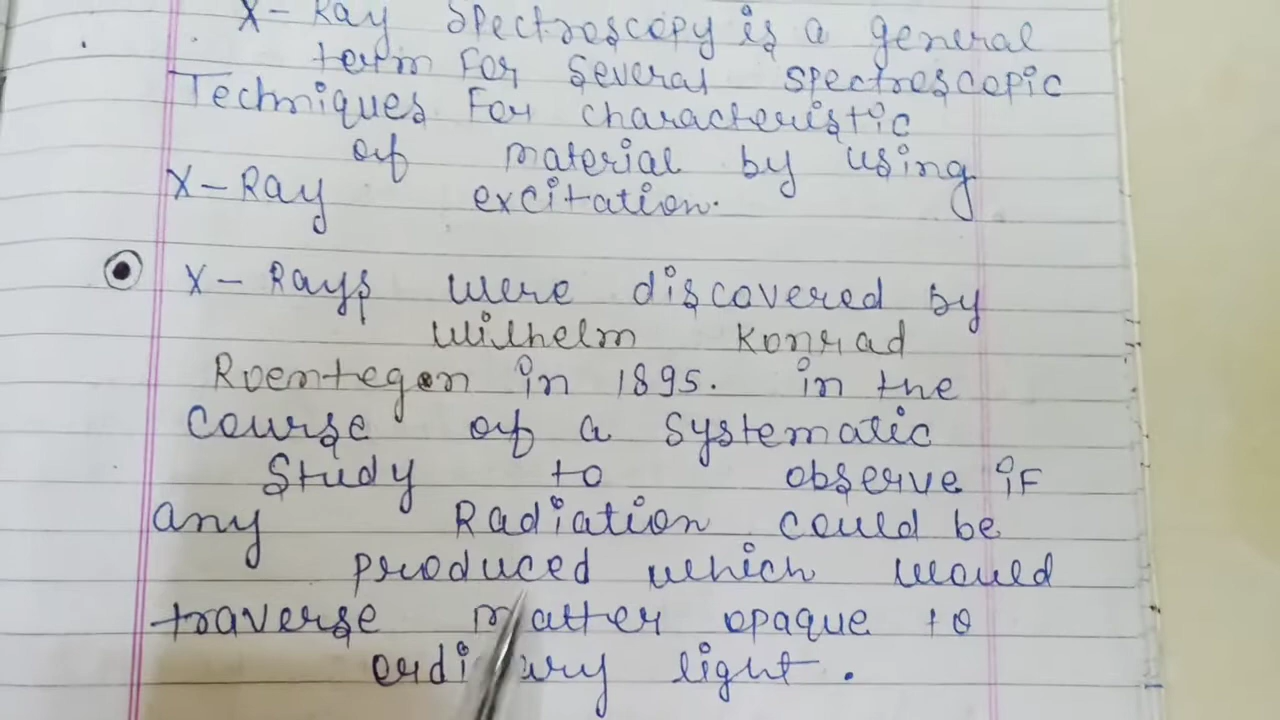 X-Ray Spectroscopy is a general
term For Several spectroscopic
Techniques For characteristic
of material by using
X-Ray excitation.
X-Rays were discovered by
Wilhelm Konrad
Roentegen in 1895. in the
course of a systematic
Study to observe if
any Radiation could be
produced which would
traverse matter opaque to
light.